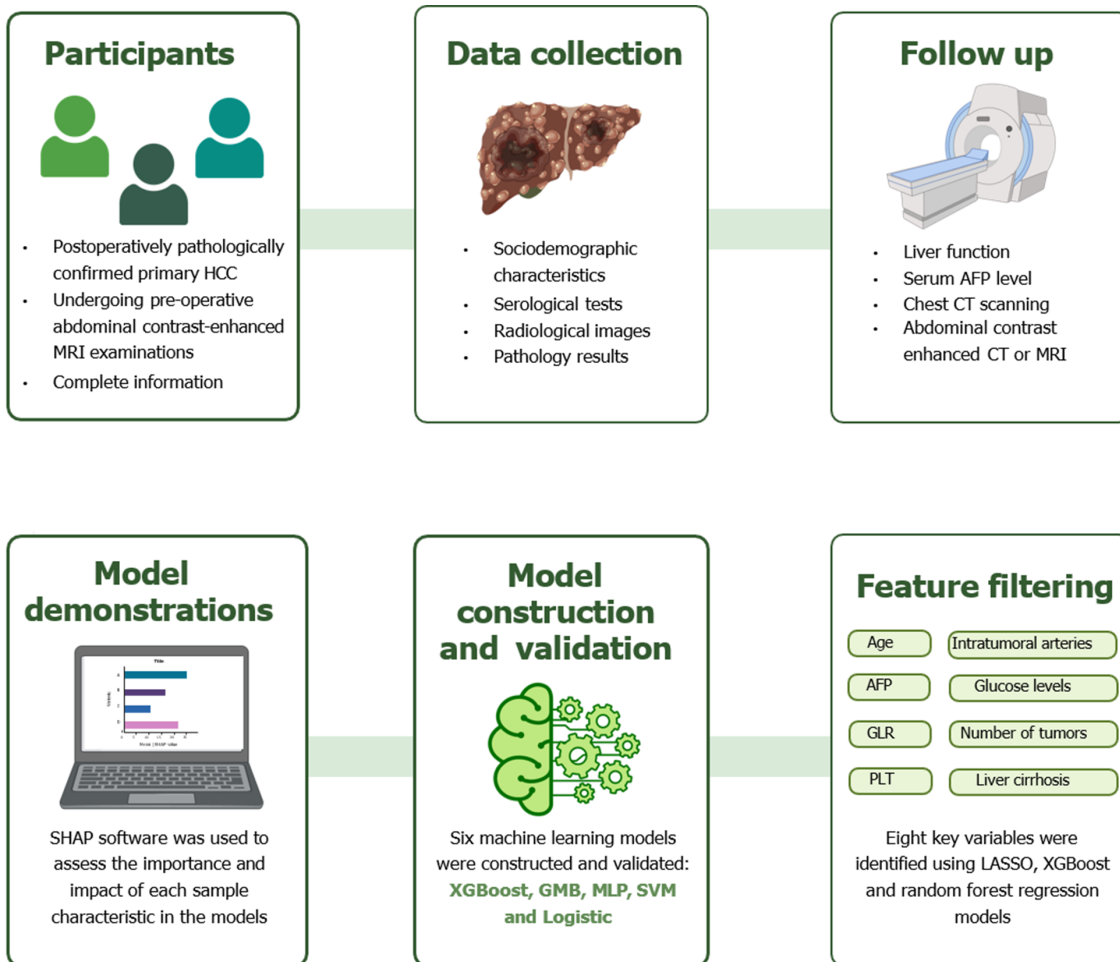 Participants
• Postoperatively pathologically
confirmed primary HCC
• Undergoing pre-operative
abdominal contrast-enhanced
MRI examinations
• Complete information
Data collection
• Sociodemographic
characteristics
• Serological tests
• Radiological images
• Pathology results
Follow up
• Liver function
• Serum AFP level
• Chest CT scanning
• Abdominal contrast
enhanced CT or MRI
Model
demonstrations
Title
SHAP software was used to
assess the importance and
impact of each sample
characteristic in the models
Model
construction
and validation
Six machine learning models
were constructed and validated:
XGBoost, GMB, MLP, SVM
and Logistic
Feature filtering
Age
Intratumoral arteries
AFP
Glucose levels
GLR
Number of tumors
PLT
Liver cirrhosis
Eight key variables were
identified using LASSO, XGBoost
and random forest regression
models